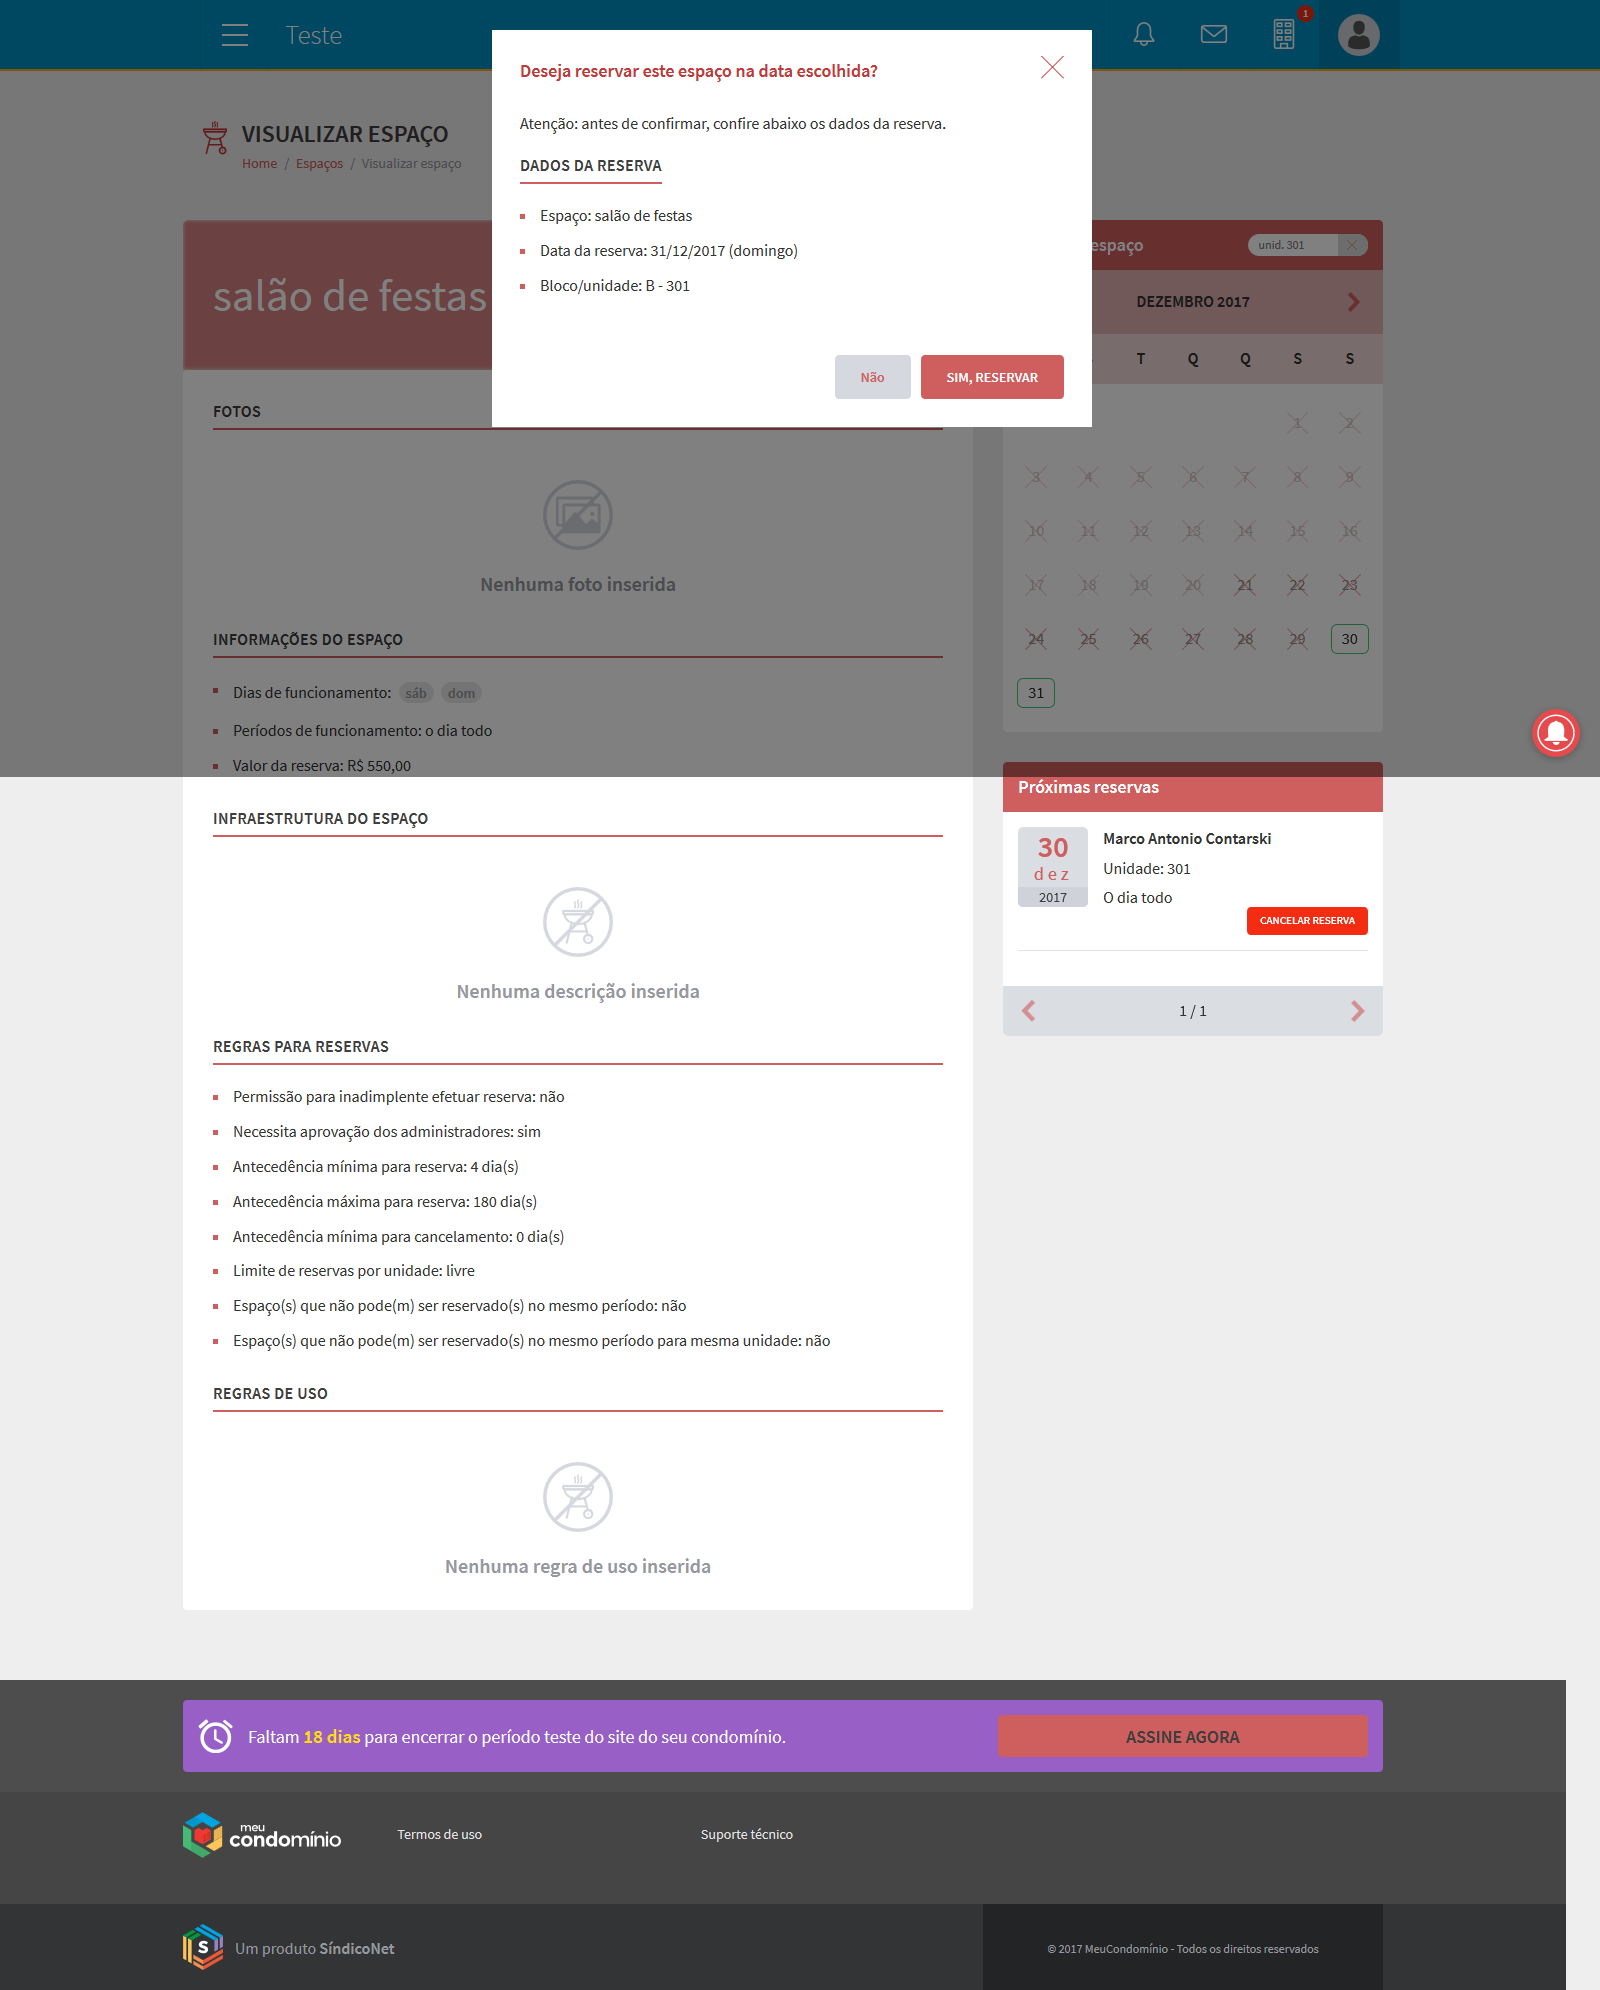 Teste
1
Deseja reservar este espaço na data escolhida?
Atenção: antes de confirmar, confire abaixo os dados da reserva.
DADOS DA RESERVA
Espaço: salão de festas
Data da reserva: 31/12/2017 (domingo)
Bloco/unidade: B - 301
Não
SIM, RESERVAR
VISUALIZAR ESPAÇO
Home / Espaços / Visualizar espaço
salão de festas
FOTOS
Nenhuma foto inserida
INFORMAÇÕES DO ESPAÇO
Dias de funcionamento: sáb dom
Períodos de funcionamento: o dia todo
Valor da reserva: R$ 550,00
INFRAESTRUTURA DO ESPAÇO
Nenhuma descrição inserida
REGRAS PARA RESERVAS
Permissão para inadimplente efetuar reserva: não
Necessita aprovação dos administradores: sim
Antecedência mínima para reserva: 4 dia(s)
Antecedência máxima para reserva: 180 dia(s)
Antecedência mínima para cancelamento: 0 dia(s)
Limite de reservas por unidade: livre
Espaço(s) que não pode(m) ser reservado(s) no mesmo período: não
Espaço(s) que não pode(m) ser reservado(s) no mesmo período para mesma unidade: não
REGRAS DE USO
Nenhuma regra de uso inserida
espaço
unid. 301
DEZEMBRO 2017
T Q Q S S
1 2
3 4 5 6 7 8 9
10 11 12 13 14 15 16
17 18 19 20 21 22 23
24 25 26 27 28 29 30
31
Próximas reservas
30
dez
2017
Marco Antonio Contarski
Unidade: 301
O dia todo
CANCELAR RESERVA
1 / 1
Faltam 18 dias para encerrar o período teste do site do seu condomínio.
ASSINE AGORA
meu
condomínio
Termos de uso
Suporte técnico
S
Um produto SíndicoNet
© 2017 MeuCondomínio - Todos os direitos reservados